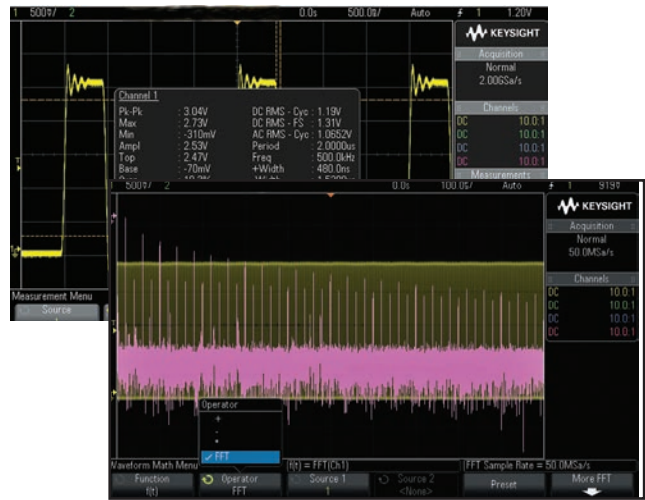 1 500▽/ 2 0.0s 500.0▽/ Auto 1 1.20V
KEYSIGHT
Acquisition
Normal
2.00GSa/s
Channels
DC 10.0:1
DC 10.0:1
DC 10.0:1
DC 10.0:1
Measurements
Channel 1
Pk-Pk : 3.04V DC RMS - Cyc : 1.19V
Max : 2.73V DC RMS - FS : 1.31V
Min : -310mV AC RMS - Cyc : 1.0652V
Ampl : 2.53V Period : 2.0000us
Top : 2.47V Freq : 500.0kHz
Base : -70mV +Width : 480.0ns
Measurement Menu
Source
1 500▽/ 2 0.0s 100.0▽/ Auto 1 919▽
KEYSIGHT
Acquisition
Normal
50.0MSa/s
Channels
DC 10.0:1
DC 10.0:1
DC 10.0:1
DC 10.0:1
Operator
+
-
*
FFT
Waveform Math Menu f(t) = FFT(Ch1) FFT Sample Rate = 50.0MSa/s
Function Operator Source 1 Source 2 Preset More FFT
f(t) FFT 1 <None>